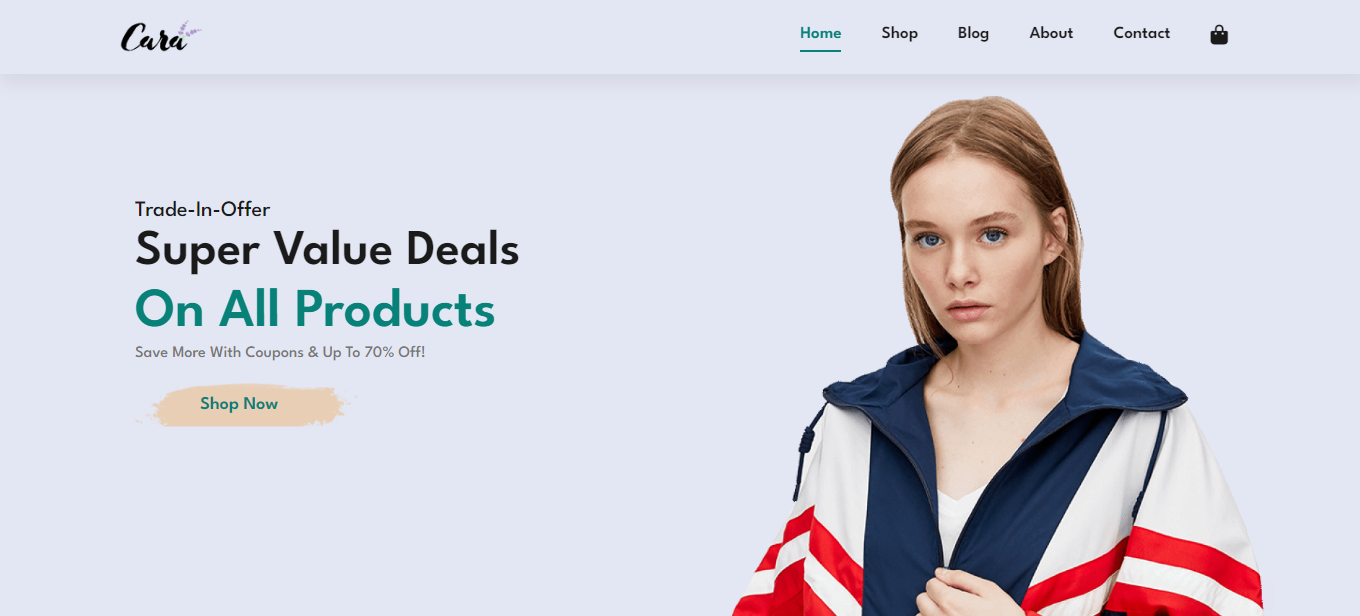 Cara
Home Shop Blog About Contact
Trade-In-Offer
Super Value Deals
On All Products
Save More With Coupons & Up To 70% Off!
Shop Now